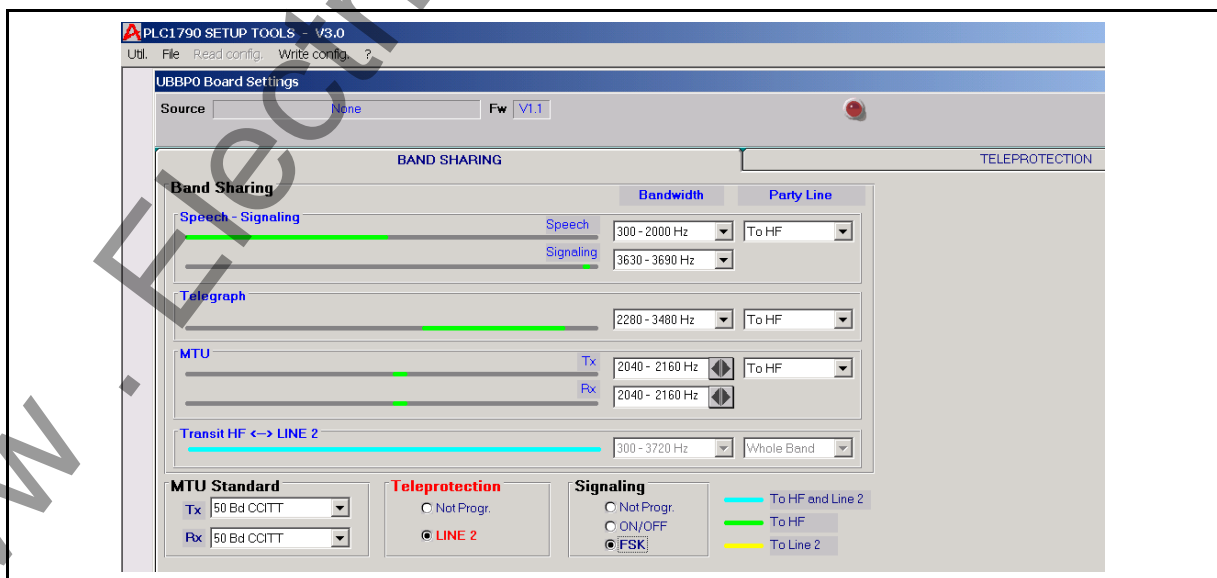 PLC1790 SETUP TOOLS - V3.0
Util. File Read config. Write config. ?
UBBP0 Board Settings
Source None Fw V1.1
BAND SHARING TELEPROTECTION
Band Sharing Bandwidth Party Line
Speech - Signaling
Speech 300 - 2000 Hz To HF
Signaling 3630 - 3690 Hz
Telegraph
2280 - 3480 Hz To HF
MTU
Tx 2040 - 2160 Hz To HF
Rx 2040 - 2160 Hz
Transit HF <--> LINE 2
300 - 3720 Hz Whole Band
MTU Standard
Tx 50 Bd CCITT
Rx 50 Bd CCITT
Teleprotection
Not Progr.
LINE 2
Signaling
Not Progr.
ON/OFF
FSK
To HF and Line 2
To HF
To Line 2
w . Electri